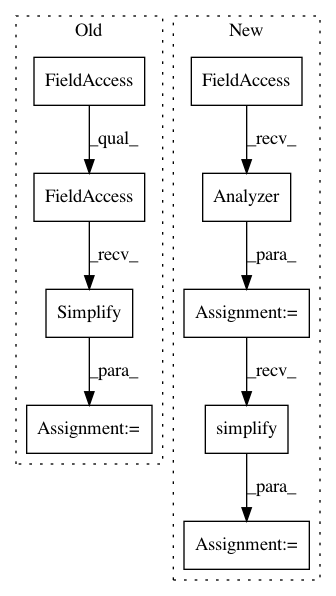 Old
New
FieldAccess
FieldAccess
_qual_
_recv_
FieldAccess
Analyzer
_recv_
_para_
Simplify
Assignment:=
_para_
_recv_
Assignment:=
simplify
_para_
Assignment:=